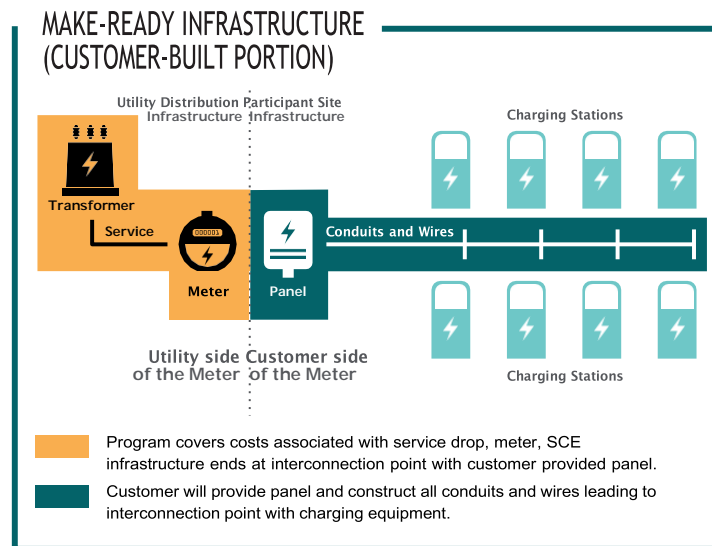 MAKE-READY INFRASTRUCTURE
(CUSTOMER-BUILT PORTION)
Utility Distribution Participant Site
Infrastructure Infrastructure
Charging Stations
Transformer
Service
000001
Conduits and Wires
Meter
Panel
Utility side Customer side
of the Meter of the Meter
Charging Stations
Program covers costs associated with service drop, meter, SCE
infrastructure ends at interconnection point with customer provided panel.
Customer will provide panel and construct all conduits and wires leading to
interconnection point with charging equipment.